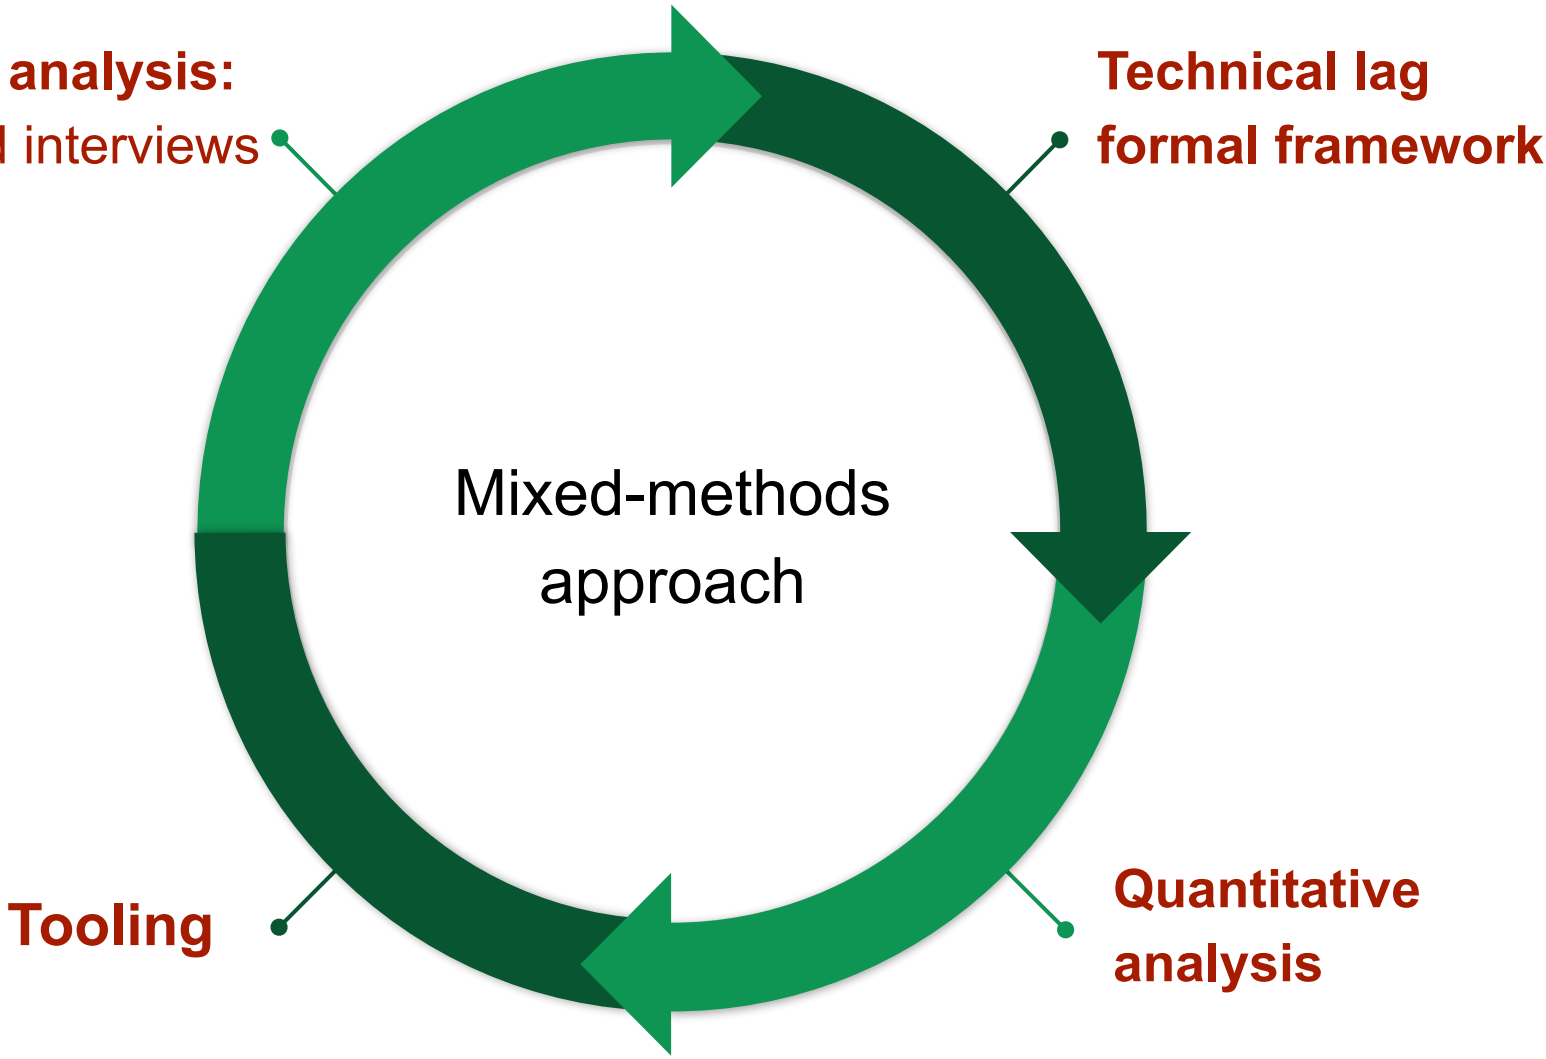 analysis:
interviews
Technical lag
formal framework
Mixed-methods
approach
Tooling
Quantitative
analysis